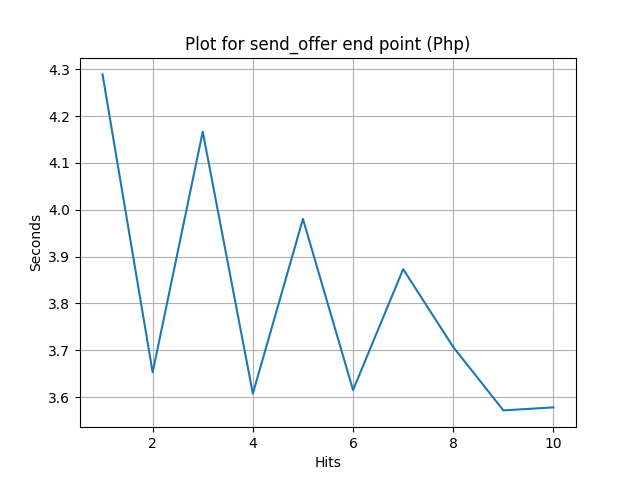 Plot for send_offer end point (Php)
4.3
4.2
4.1
4.0
3.9
3.8
3.7
3.6
Seconds
2 4 6 8 10
Hits